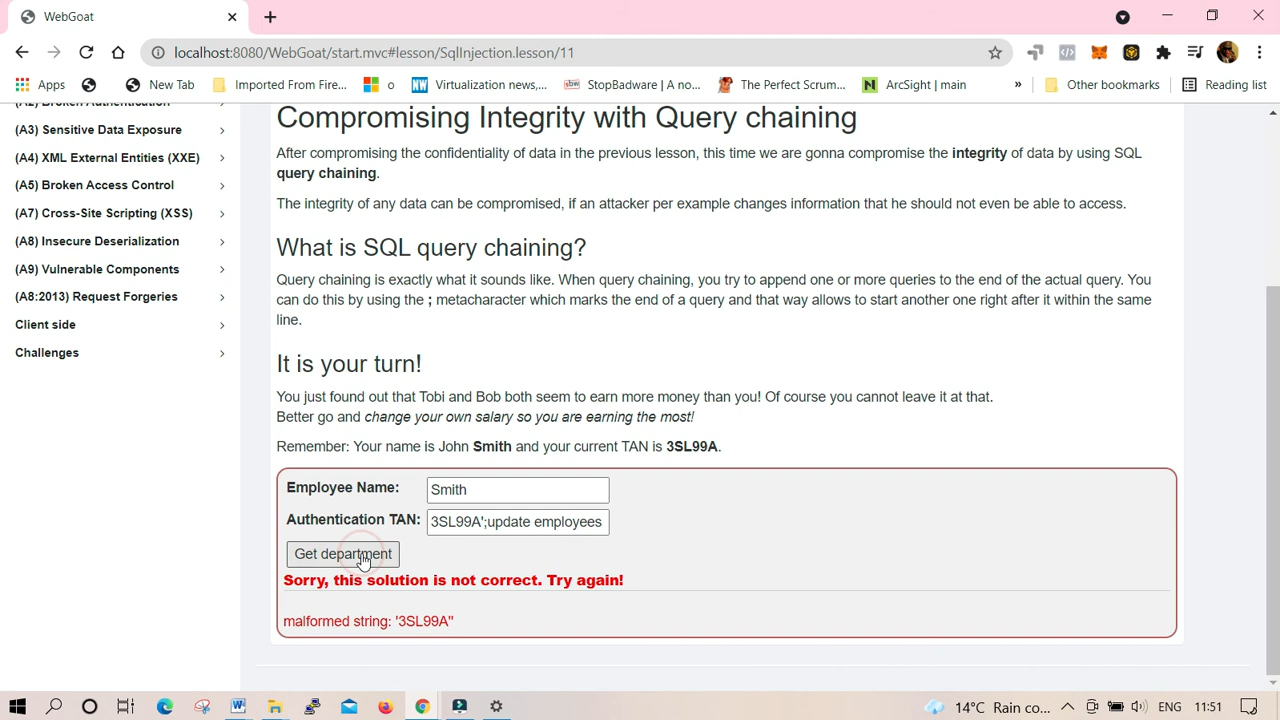 WebGoat
localhost:8080/WebGoat/start.mvc#lesson/SqlInjection.lesson/11
Apps
New Tab
Imported From Fire...
o
NW
Virtualization news,...
sbw
StopBadware | A no...
The Perfect Scrum...
N
ArcSight | main
»
Other bookmarks
Reading list
(A2) Broken Authentication
(A3) Sensitive Data Exposure
(A4) XML External Entities (XXE)
(A5) Broken Access Control
(A7) Cross-Site Scripting (XSS)
(A8) Insecure Deserialization
(A9) Vulnerable Components
(A8:2013) Request Forgeries
Client side
Challenges
Compromising Integrity with Query chaining
After compromising the confidentiality of data in the previous lesson, this time we are gonna compromise the integrity of data by using SQL
query chaining.
The integrity of any data can be compromised, if an attacker per example changes information that he should not even be able to access.
What is SQL query chaining?
Query chaining is exactly what it sounds like. When query chaining, you try to append one or more queries to the end of the actual query. You
can do this by using the ; metacharacter which marks the end of a query and that way allows to start another one right after it within the same
line.
It is your turn!
You just found out that Tobi and Bob both seem to earn more money than you! Of course you cannot leave it at that.
Better go and change your own salary so you are earning the most!
Remember: Your name is John Smith and your current TAN is 3SL99A.
Employee Name: Smith
Authentication TAN: 3SL99A';update employees
Get department
Sorry, this solution is not correct. Try again!
malformed string: '3SL99A''
14°C Rain co...
ENG
11:51